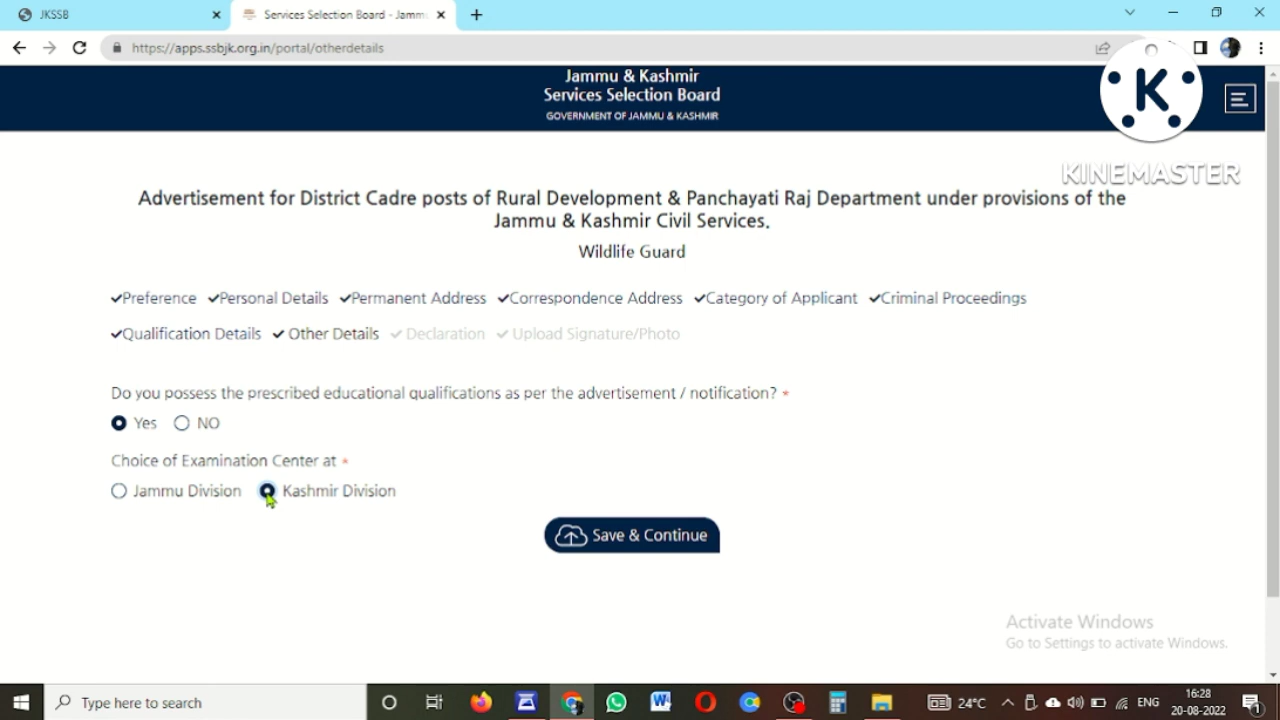 JKSSB
Services Selection Board - Jammu
https://apps.ssbjk.org.in/portal/otherdetails
Jammu & Kashmir
Services Selection Board
GOVERNMENT OF JAMMU & KASHMIR
K
KINEMASTER
Advertisement for District Cadre posts of Rural Development & Panchayati Raj Department under provisions of the
Jammu & Kashmir Civil Services.
Wildlife Guard
Preference Personal Details Permanent Address Correspondence Address Category of Applicant Criminal Proceedings
Qualification Details Other Details Declaration Upload Signature/Photo
Do you possess the prescribed educational qualifications as per the advertisement / notification? *
Yes NO
Choice of Examination Center at *
Jammu Division Kashmir Division
Save & Continue
Activate Windows
Go to Settings to activate Windows.
Type here to search
24°C
ENG
16:28
20-08-2022
1